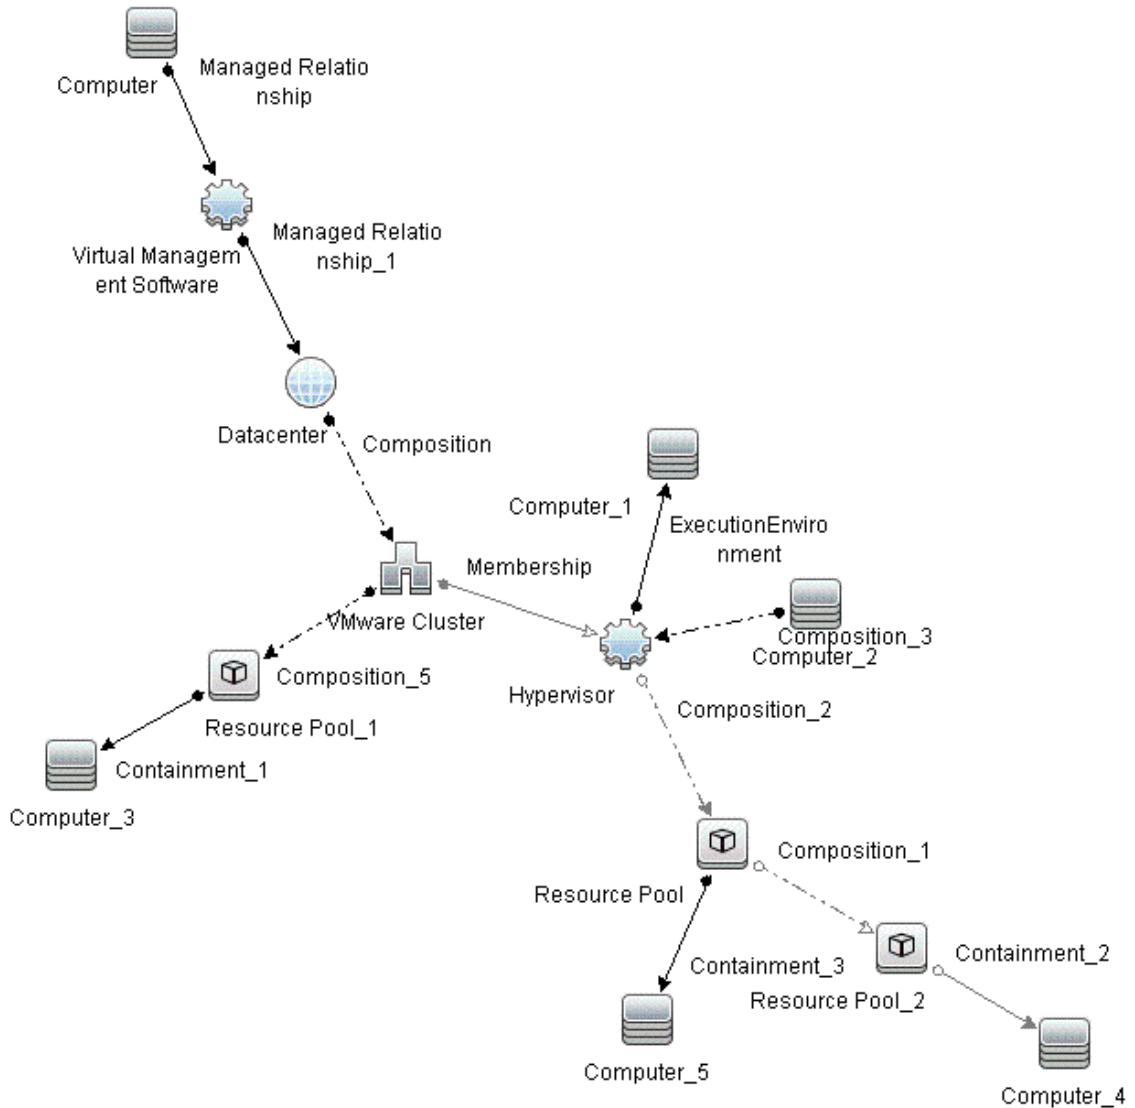 Computer
Managed Relatio
nship
Virtual Managem
ent Software
Managed Relatio
nship_1
Datacenter
Composition
Computer_1
ExecutionEnviro
nment
Membership
VMware Cluster
Composition_3
Computer_2
Composition_5
Hypervisor
Composition_2
Resource Pool_1
Containment_1
Computer_3
Composition_1
Resource Pool
Containment_2
Containment_3
Resource Pool_2
Computer_5
Computer_4